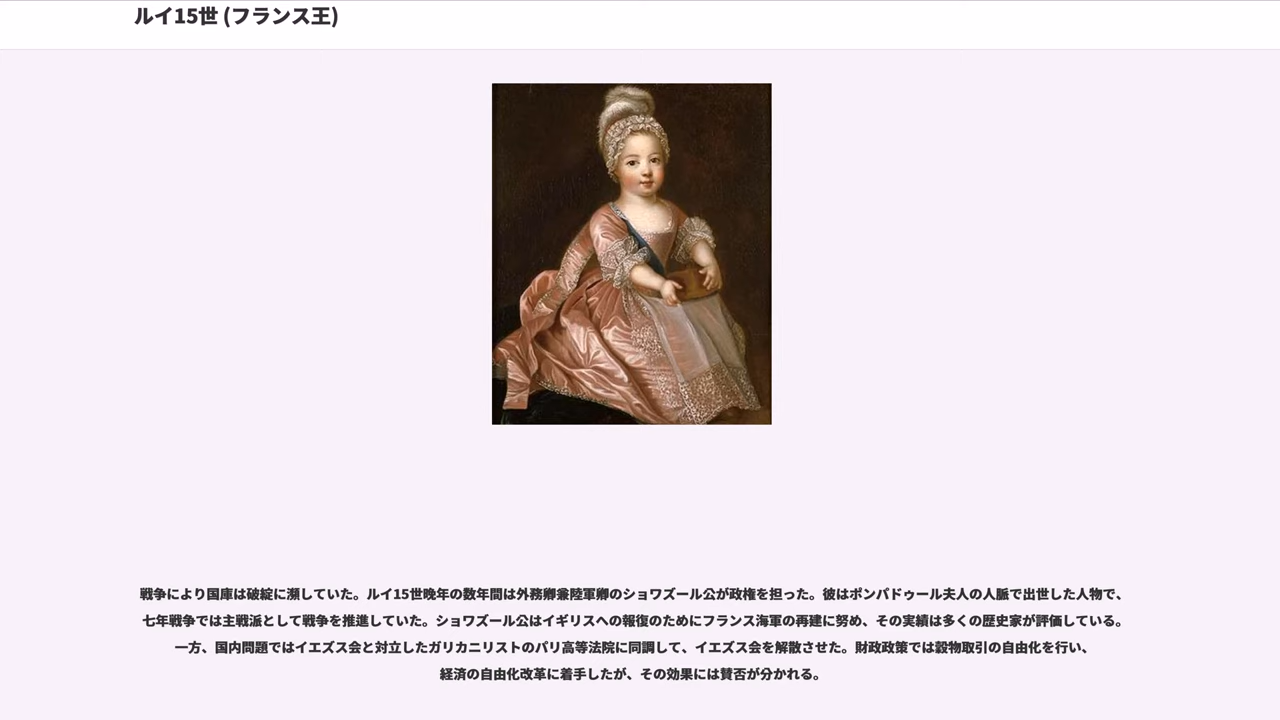 ルイ15世 (フランス王)
戦争により国庫は破綻に瀕していた。ルイ15世晩年の数年間は外務卿兼陸軍卿のショワズール公が政権を担った。彼はポンパドゥール夫人の人脈で出世した人物で、
七年戦争では主戦派として戦争を推進していた。ショワズール公はイギリスへの報復のためにフランス海軍の再建に努め、その実績は多くの歴史家が評価している。
一方、国内問題ではイエズス会と対立したガリカニリストのパリ高等法院に同調して、イエズス会を解散させた。財政政策では穀物取引の自由化を行い、
経済の自由化改革に着手したが、その効果には賛否が分かれる。